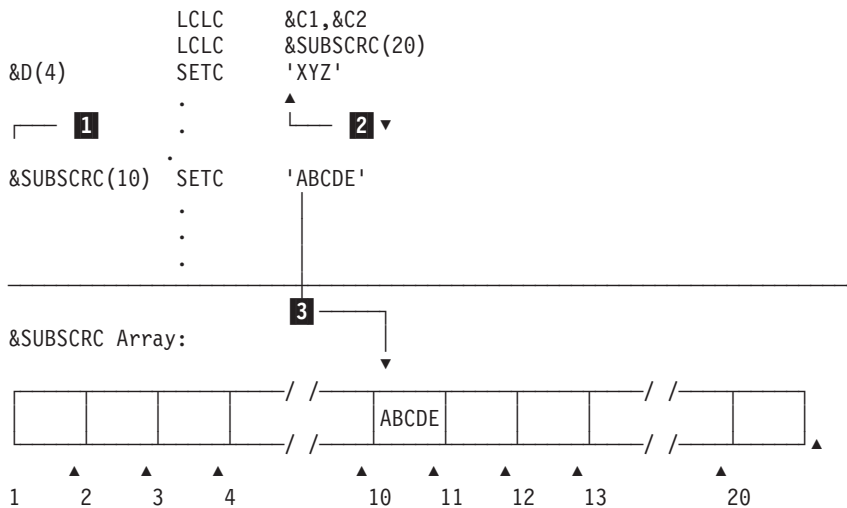 LCLC &C1,&C2
LCLC &SUBSCRC(20)
&D(4) SETC 'XYZ'
.
1 . 2
.
&SUBSCRC(10) SETC 'ABCDE'
.
.
.
3
&SUBSCRC Array:
/ / / /
ABCDE
/ / / /
1 2 3 4 10 11 12 13 20